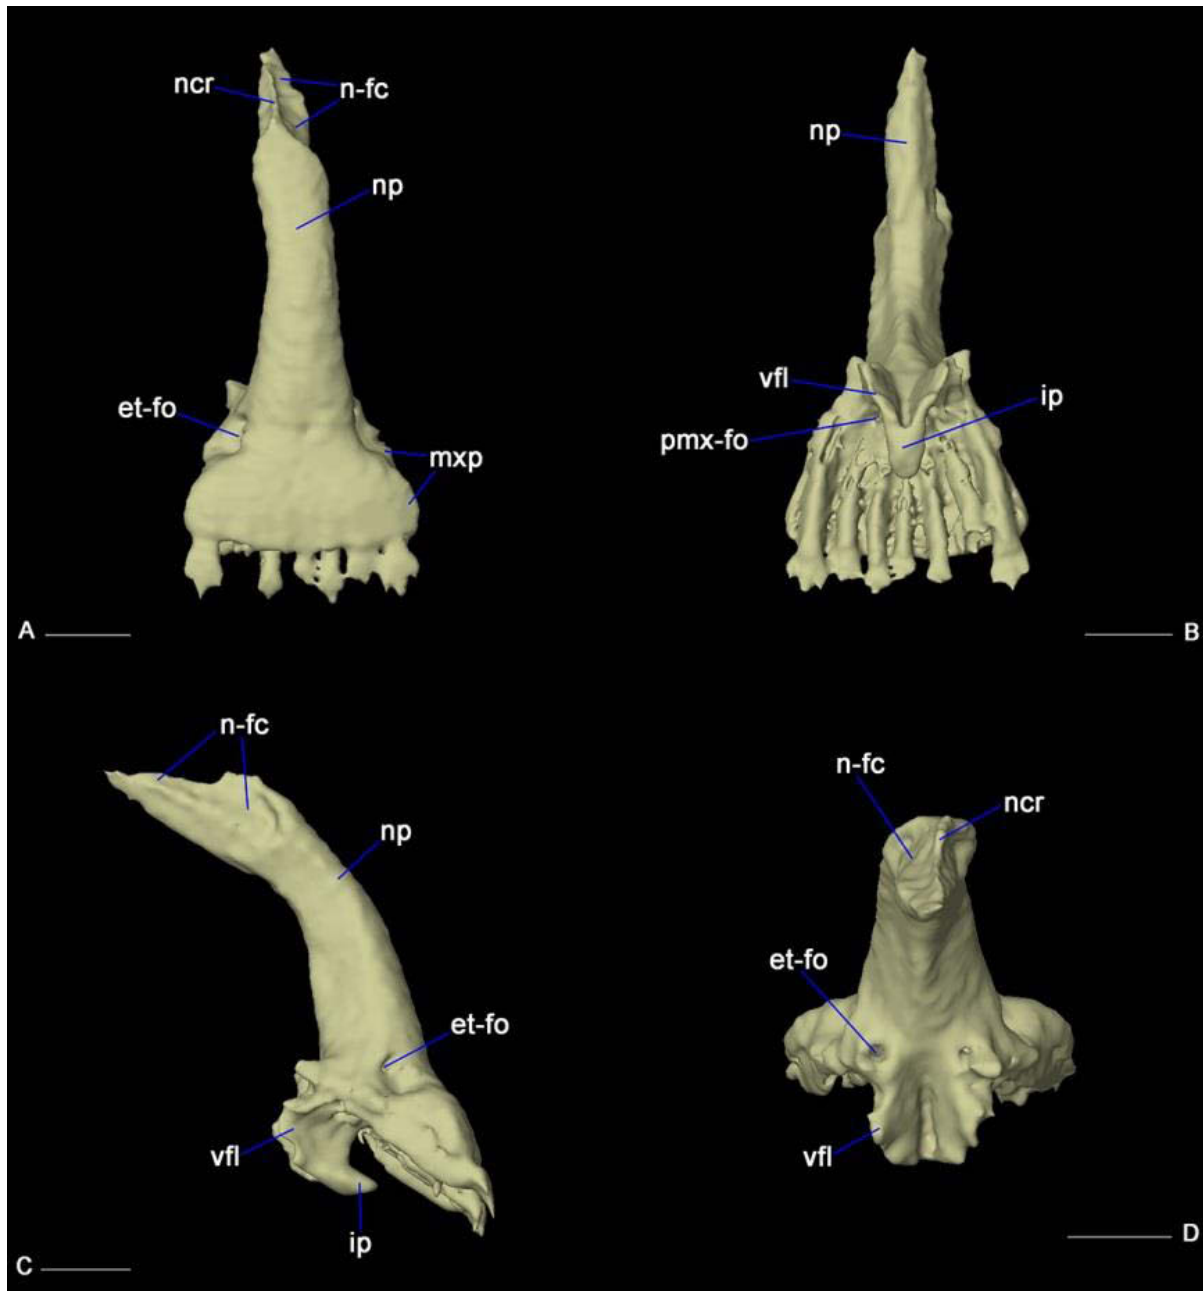 ncr
n-fc
np
et-fo
mxp
A
np
vfl
ip
pmx-fo
B
n-fc
np
et-fo
vfl
ip
C
n-fc
ncr
et-fo
vfl
D